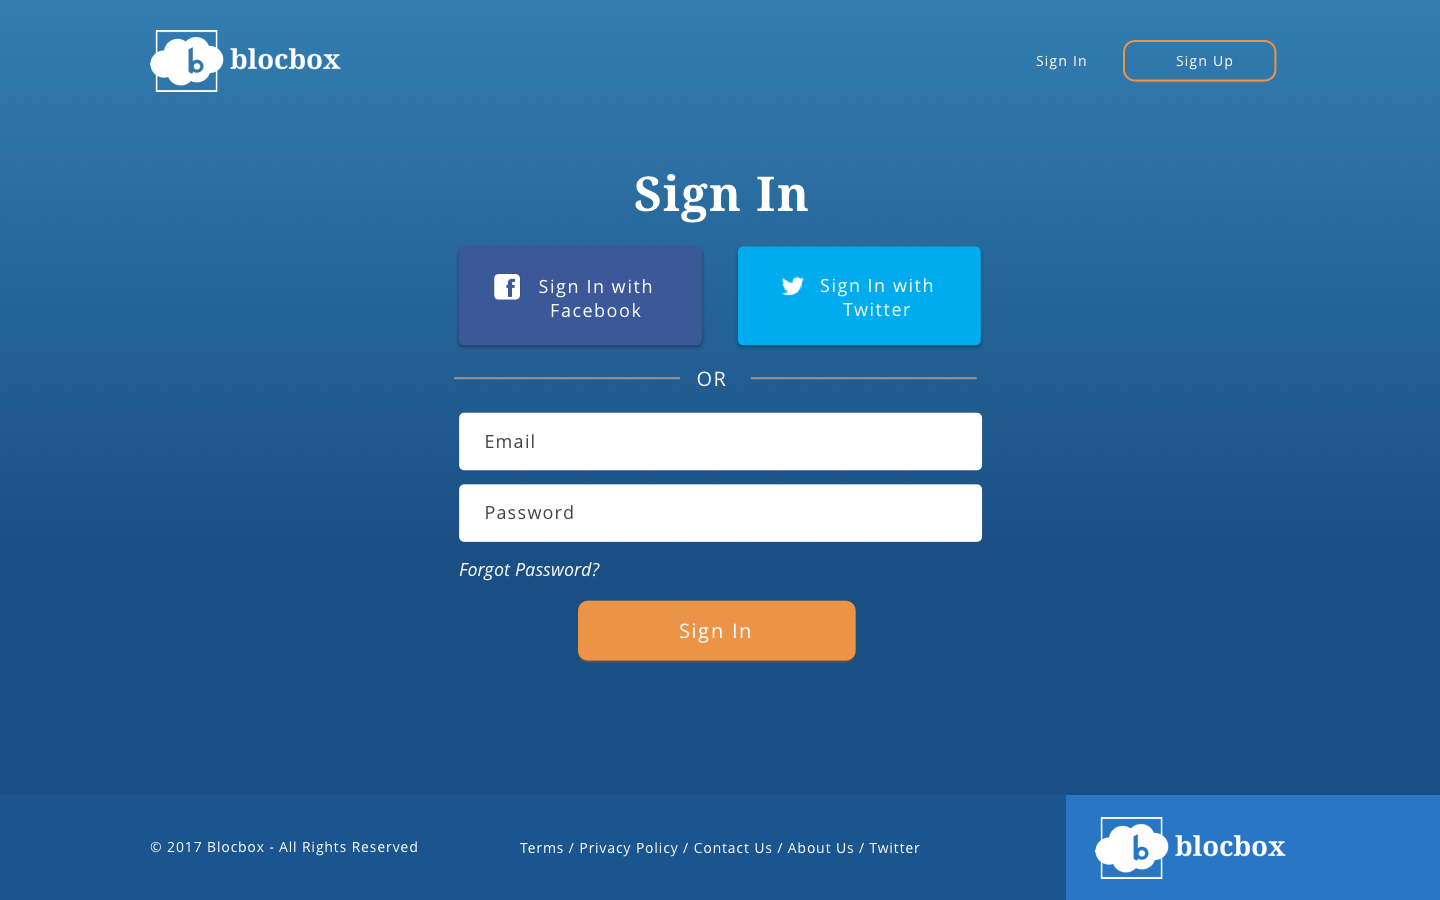 b blocbox
Sign In
Sign Up
Sign In
Sign In with
Facebook
Sign In with
Twitter
OR
Email
Password
Forgot Password?
Sign In
© 2017 Blocbox - All Rights Reserved
Terms / Privacy Policy / Contact Us / About Us / Twitter
b blocbox